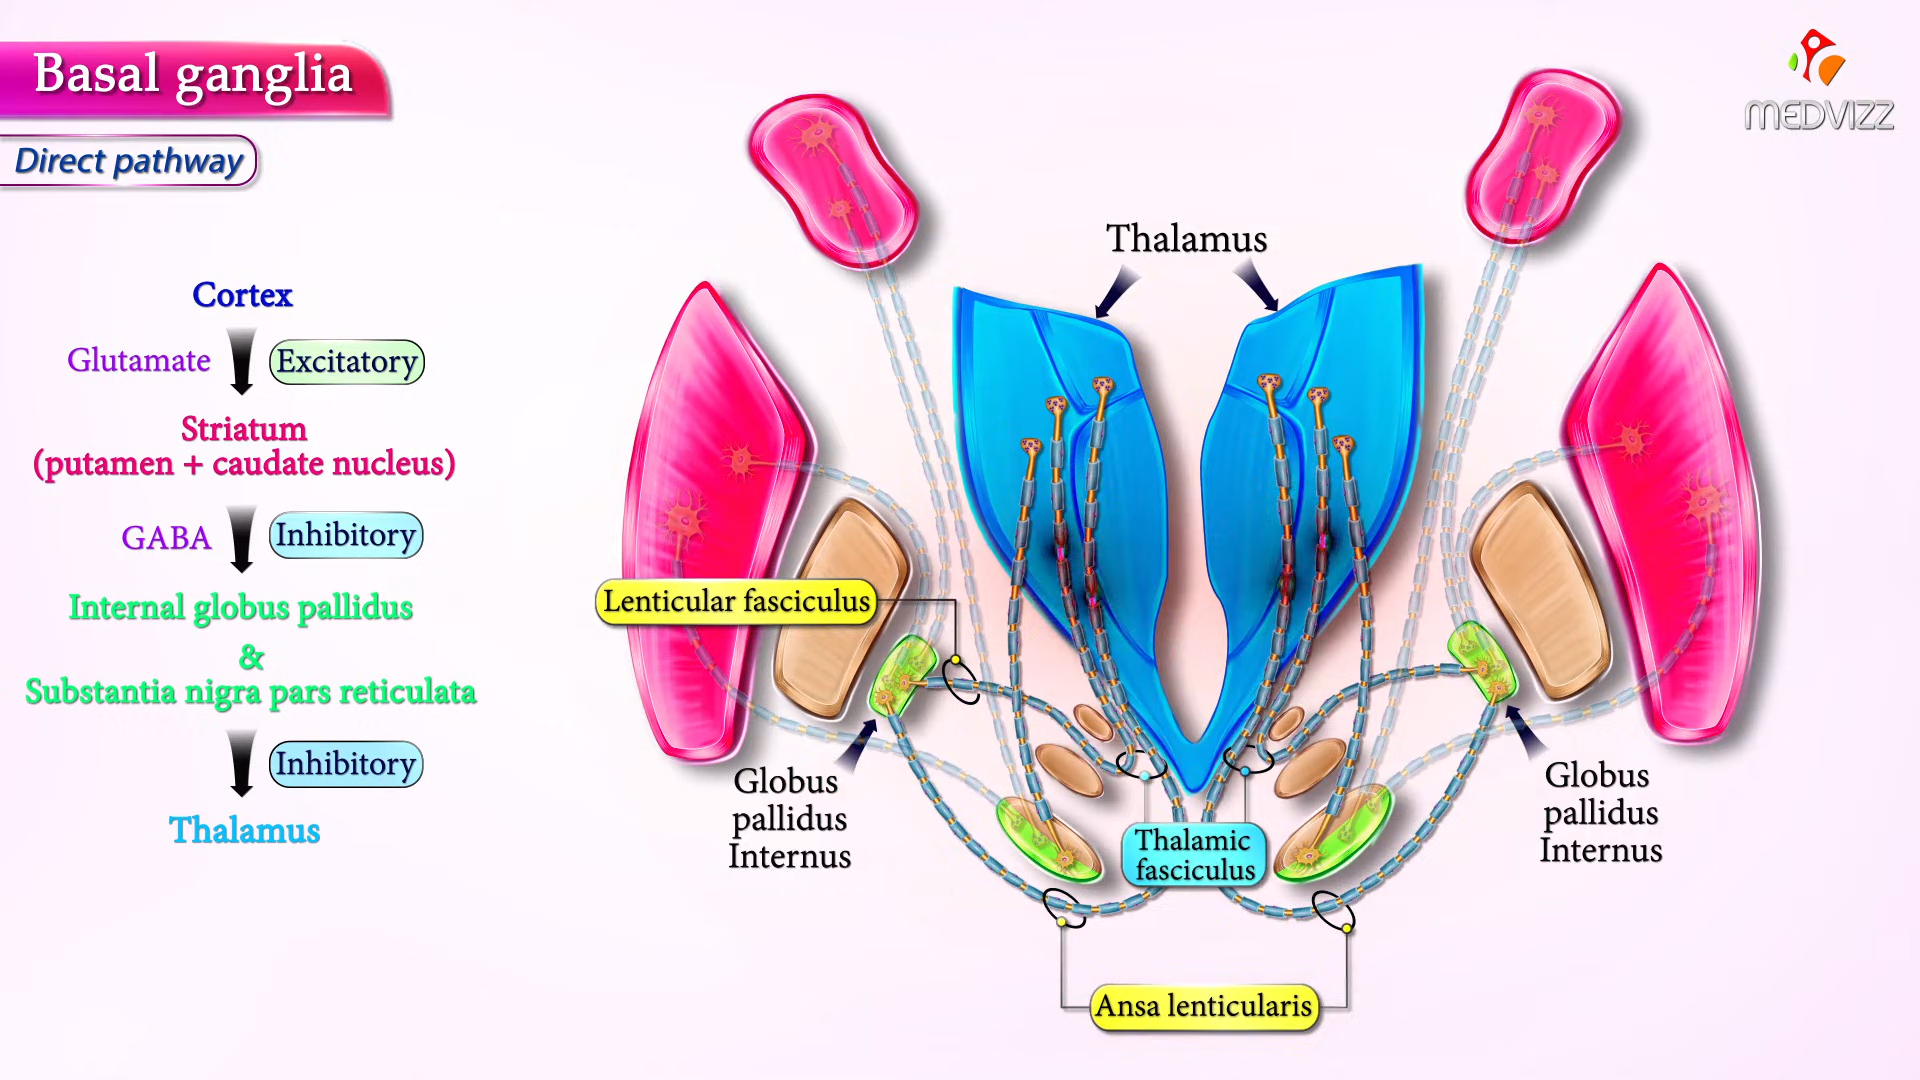 Basal ganglia
Direct pathway
MEDVIZZ
Cortex
Glutamate
Excitatory
Striatum
(putamen + caudate nucleus)
GABA
Inhibitory
Internal globus pallidus
&
Substantia nigra pars reticulata
Inhibitory
Thalamus
Thalamus
Lenticular fasciculus
Globus
pallidus
Internus
Thalamic
fasciculus
Globus
pallidus
Internus
Ansa lenticularis